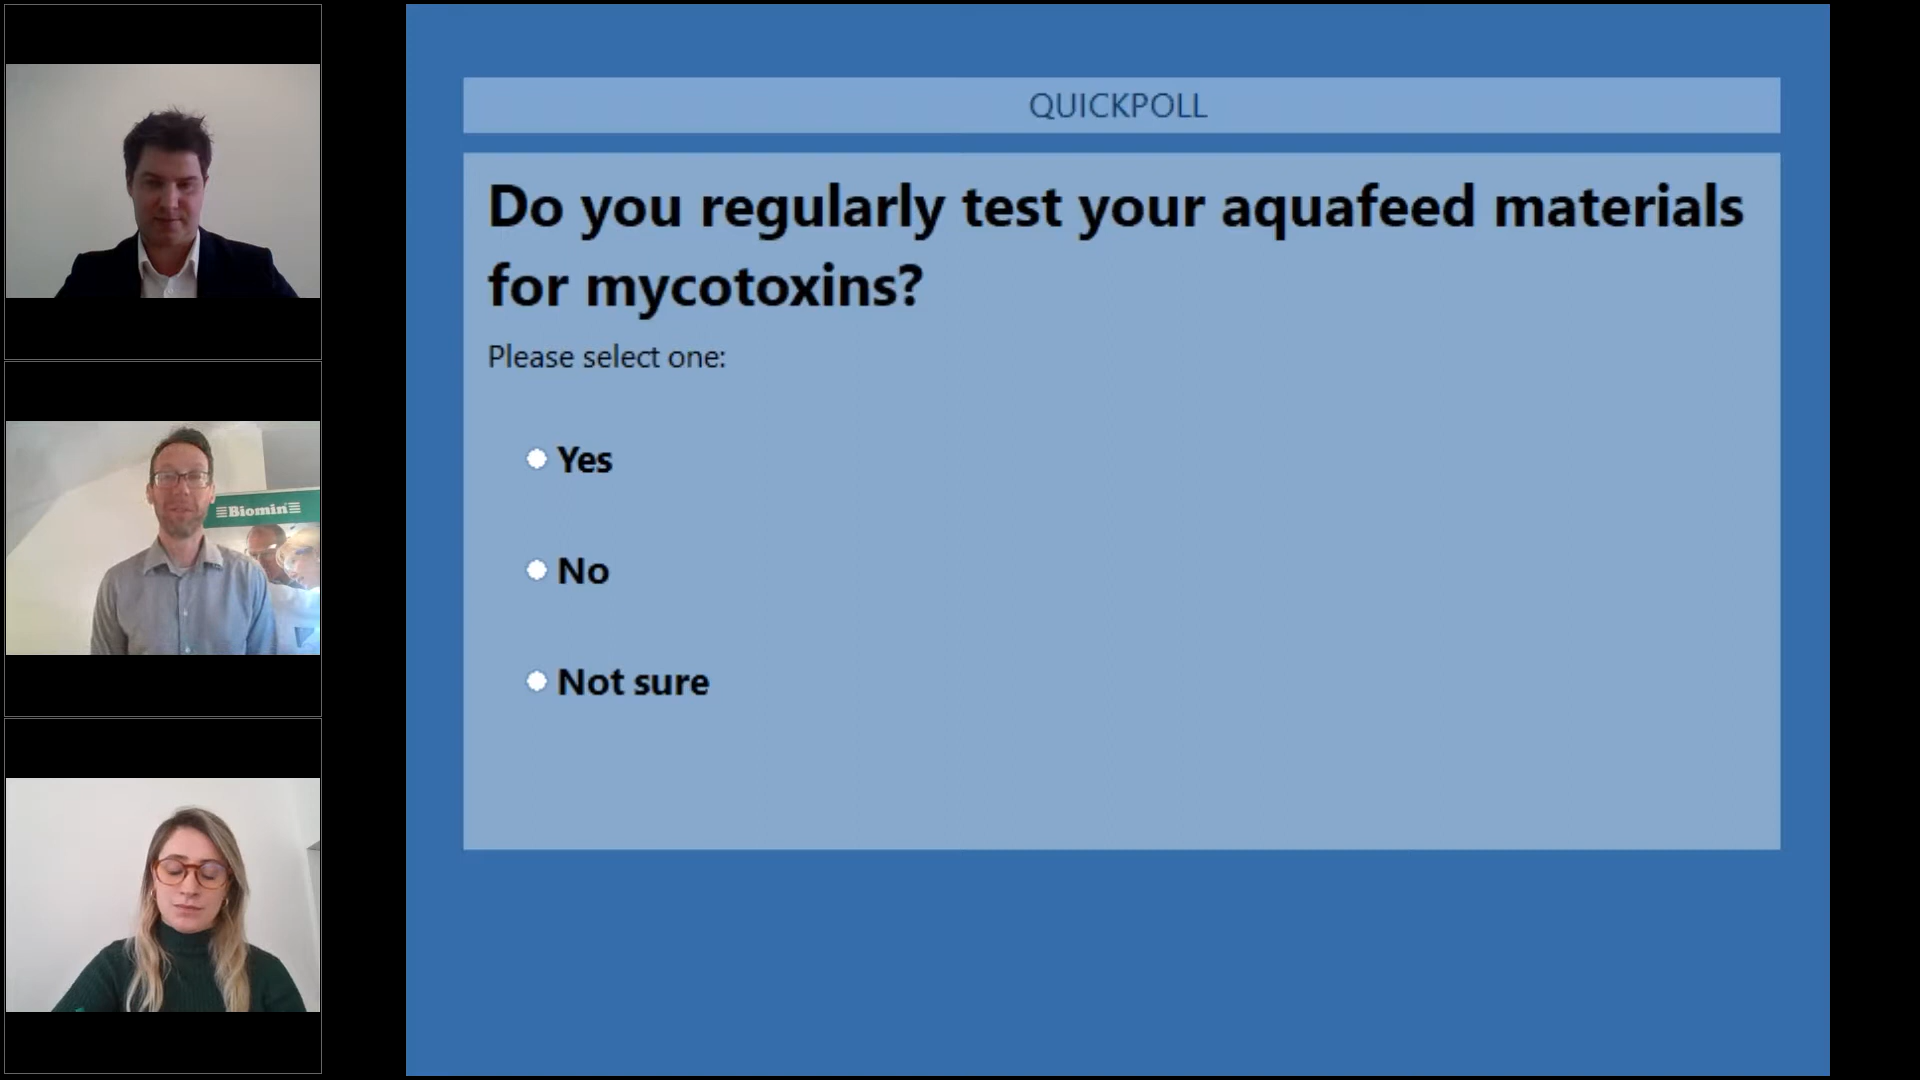 QUICKPOLL
Do you regularly test your aquafeed materials
for mycotoxins?
Please select one:
Yes
No
Not sure
Biomin